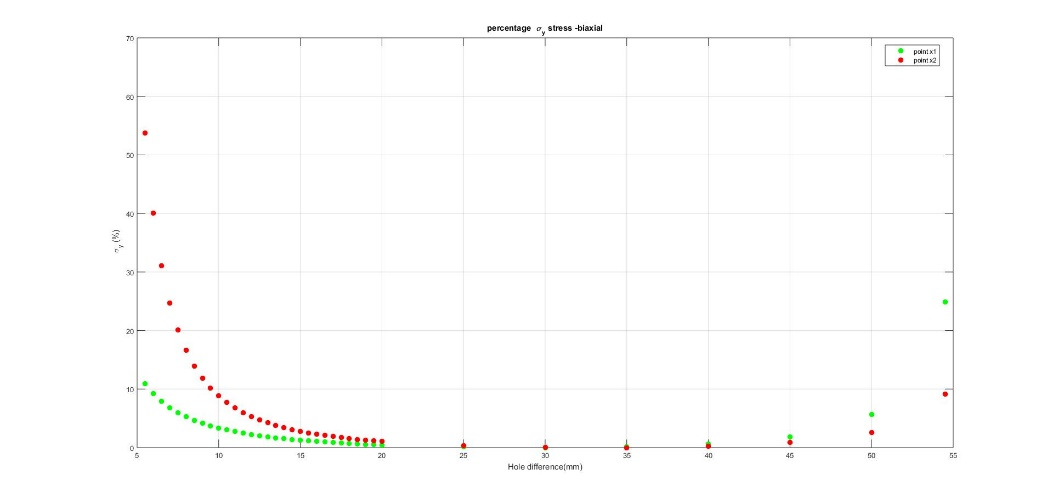 percentage σy stress -biaxial
point x1
point x2
70
60
50
40
30
20
10
0
σy (%)
5 10 15 20 25 30 35 40 45 50 55
Hole difference(mm)